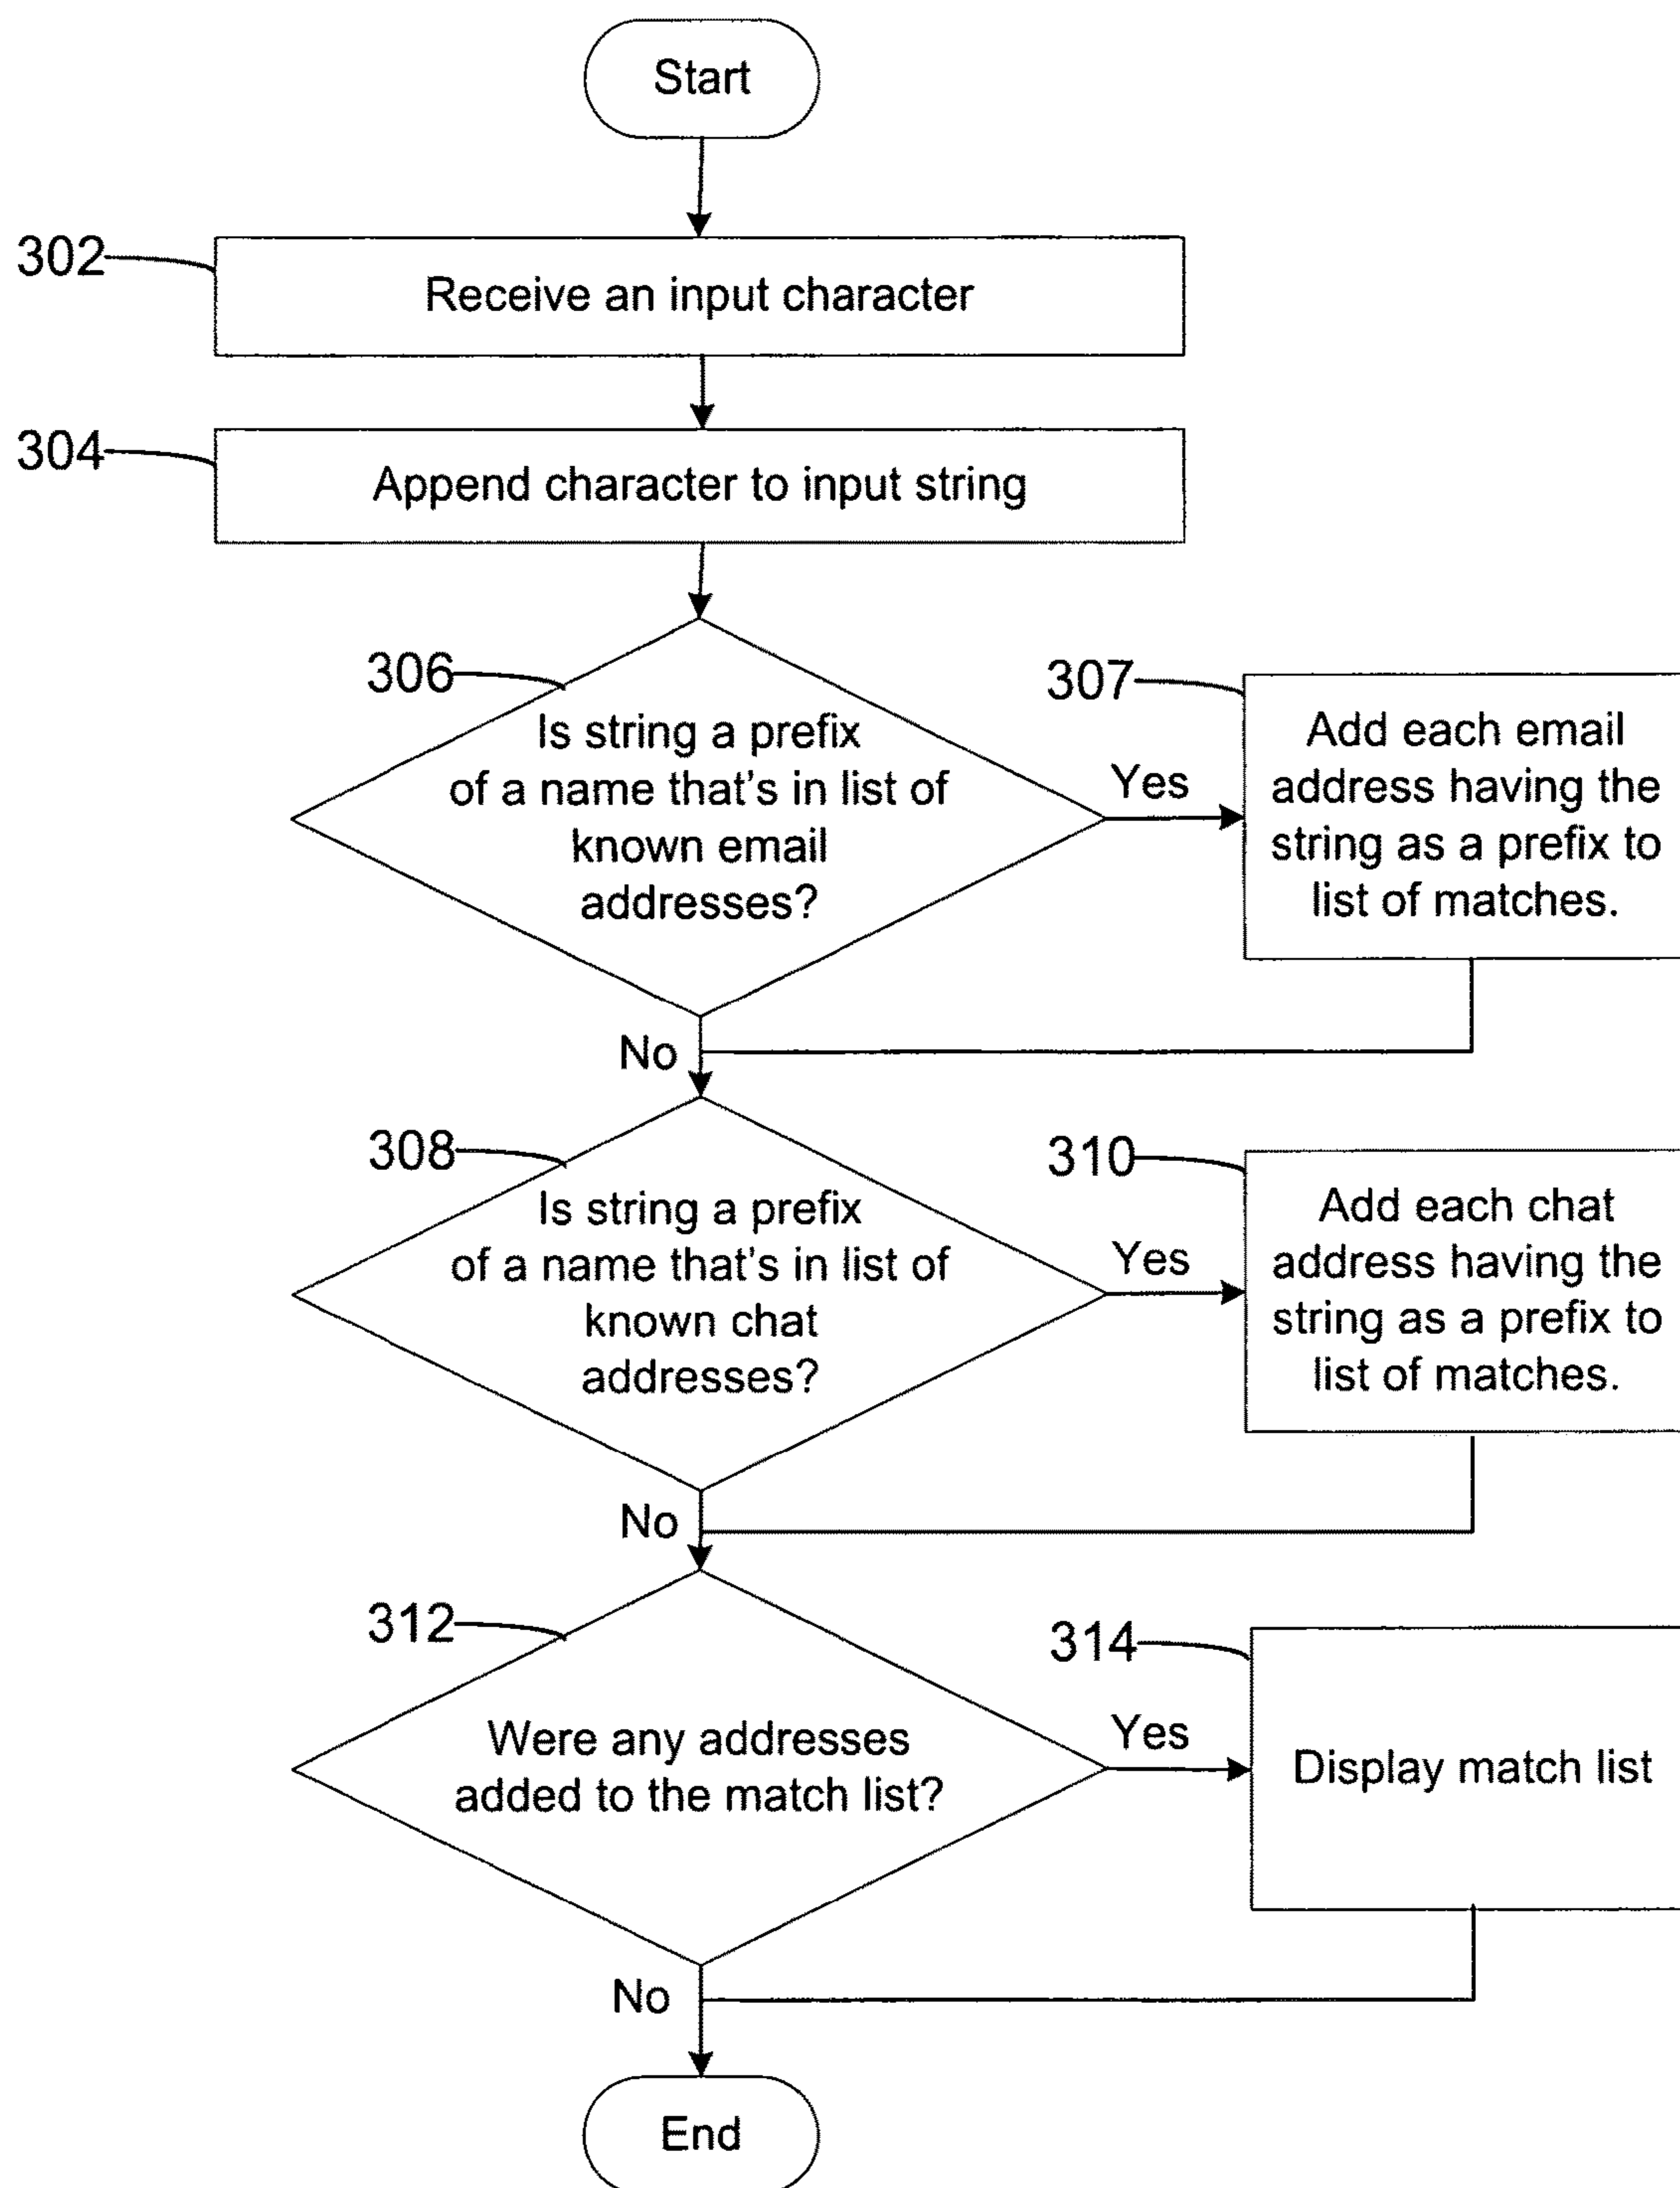 Start
302
Receive an input character
304
Append character to input string
306
Is string a prefix
of a name that's in list of
known email
addresses?
Yes
307
Add each email
address having the
string as a prefix to
list of matches.
No
308
Is string a prefix
of a name that's in list of
known chat
addresses?
Yes
310
Add each chat
address having the
string as a prefix to
list of matches.
No
312
Were any addresses
added to the match list?
Yes
314
Display match list
No
End